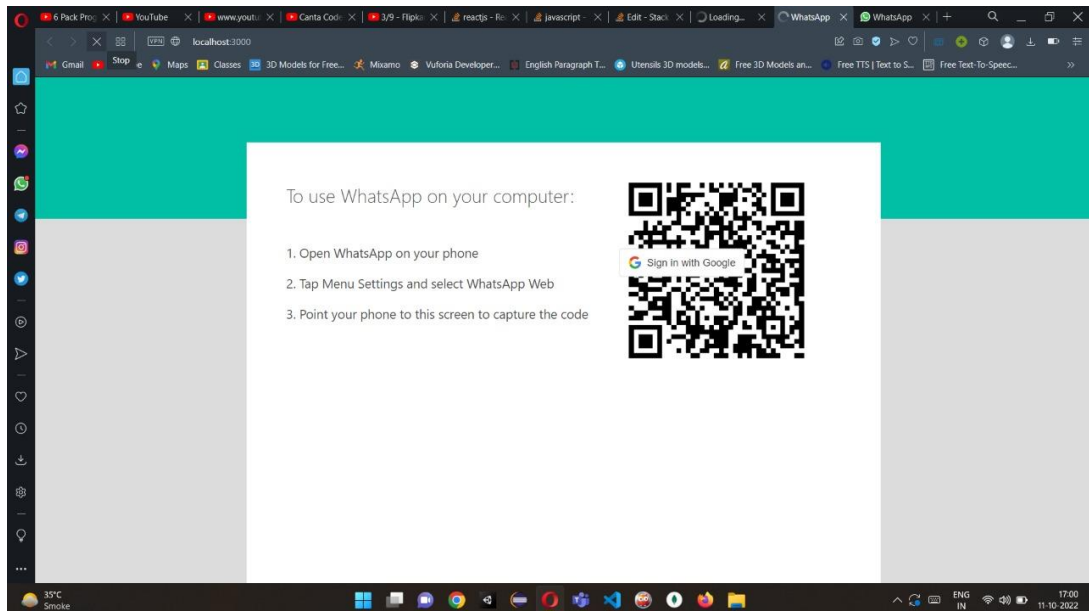 6 Pack Prog
YouTube
www.youtu
Canta Code
3/9 - Flipka
reactjs - Re
javascript -
Edit - Stack
Loading...
WhatsApp
WhatsApp
VPN
localhost:3000
Gmail
Stop
e
Maps
Classes
3D Models for Free...
Mixamo
Vuforia Developer...
English Paragraph T...
Utensils 3D models...
Free 3D Models an...
Free TTS | Text to S...
Free Text-To-Speec...
To use WhatsApp on your computer:
1. Open WhatsApp on your phone
2. Tap Menu Settings and select WhatsApp Web
3. Point your phone to this screen to capture the code
Sign in with Google
35°C
Smoke
ENG
IN
17:00
11-10-2022